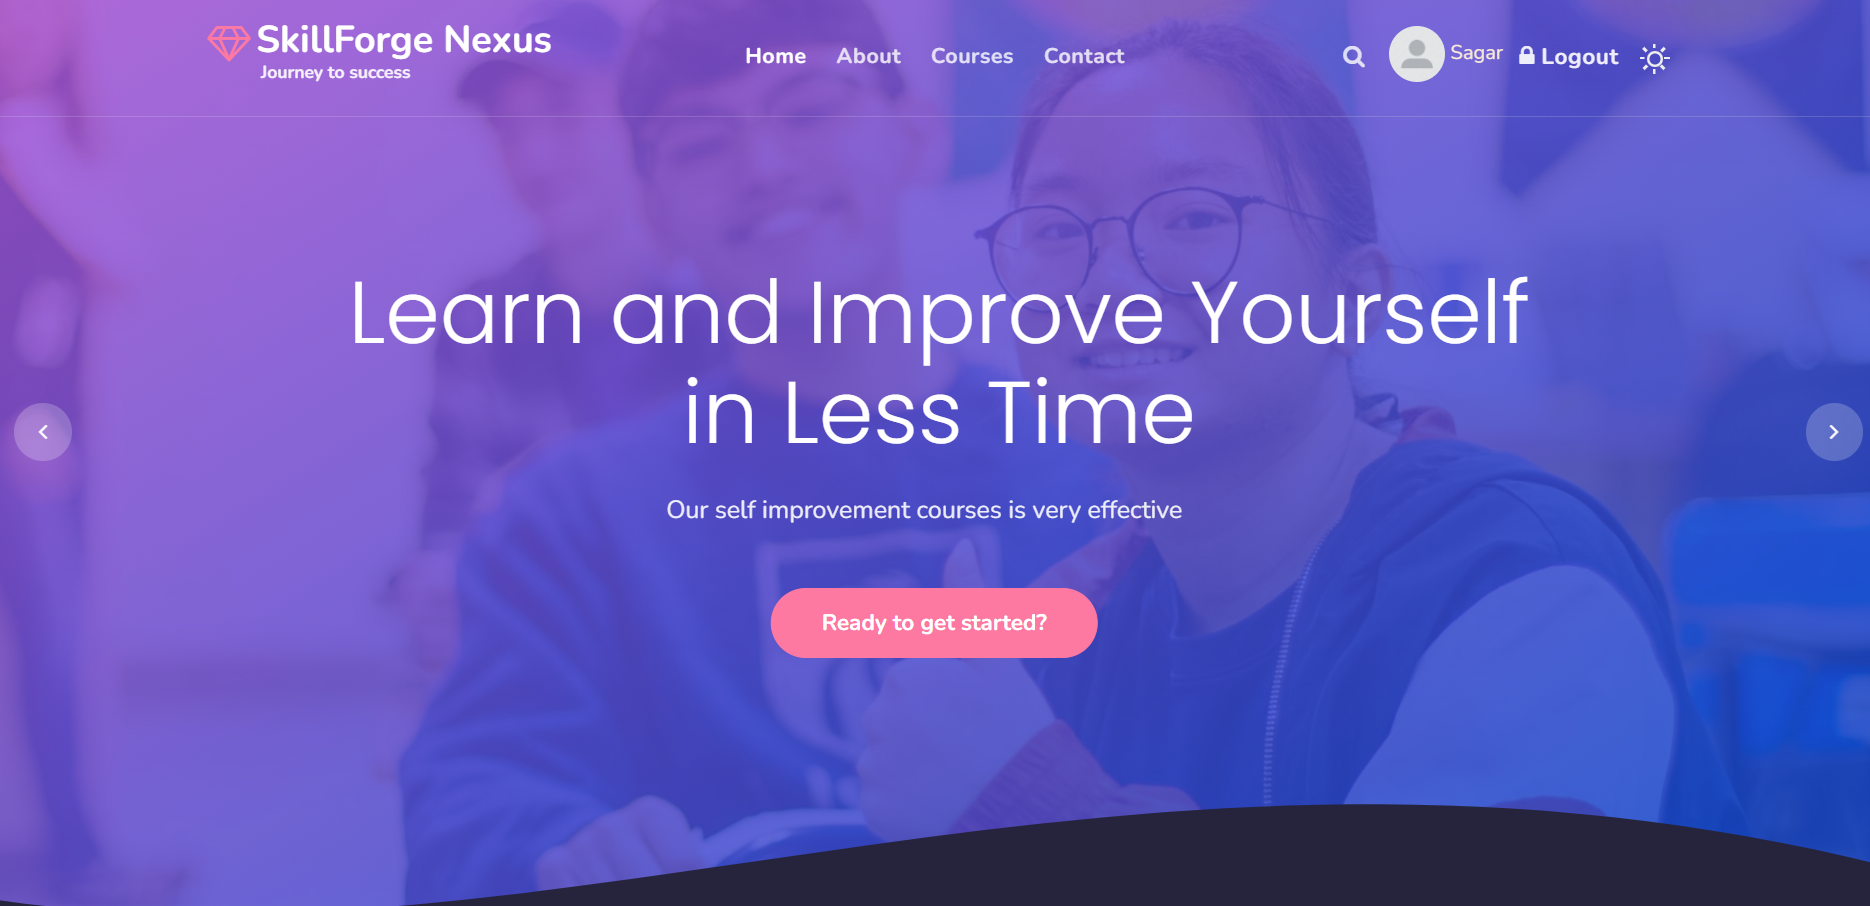 SkillForge Nexus
Journey to success
Home About Courses Contact
Sagar Logout
Learn and Improve Yourself
in Less Time
Our self improvement courses is very effective
Ready to get started?